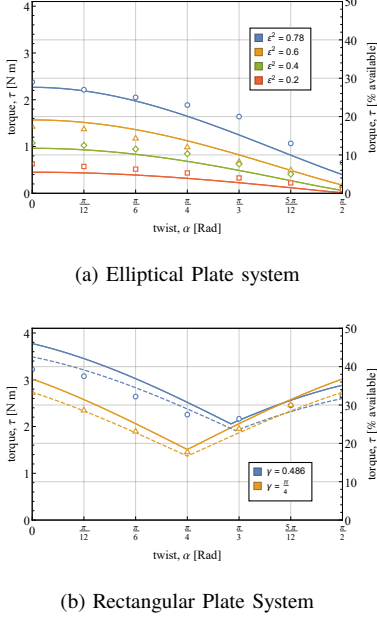 4
3
2
1
0
torque, τ [N m]
50
40
30
20
10
0
torque, τ [% available]
ε² = 0.78
ε² = 0.6
ε² = 0.4
ε² = 0.2
0 π/12 π/6 π/4 π/3 5π/12 π/2
twist, α [Rad]
(a) Elliptical Plate system
4
3
2
1
0
torque, τ [N m]
50
40
30
20
10
0
torque, τ [% available]
γ = 0.486
γ = π/4
0 π/12 π/6 π/4 π/3 5π/12 π/2
twist, α [Rad]
(b) Rectangular Plate System